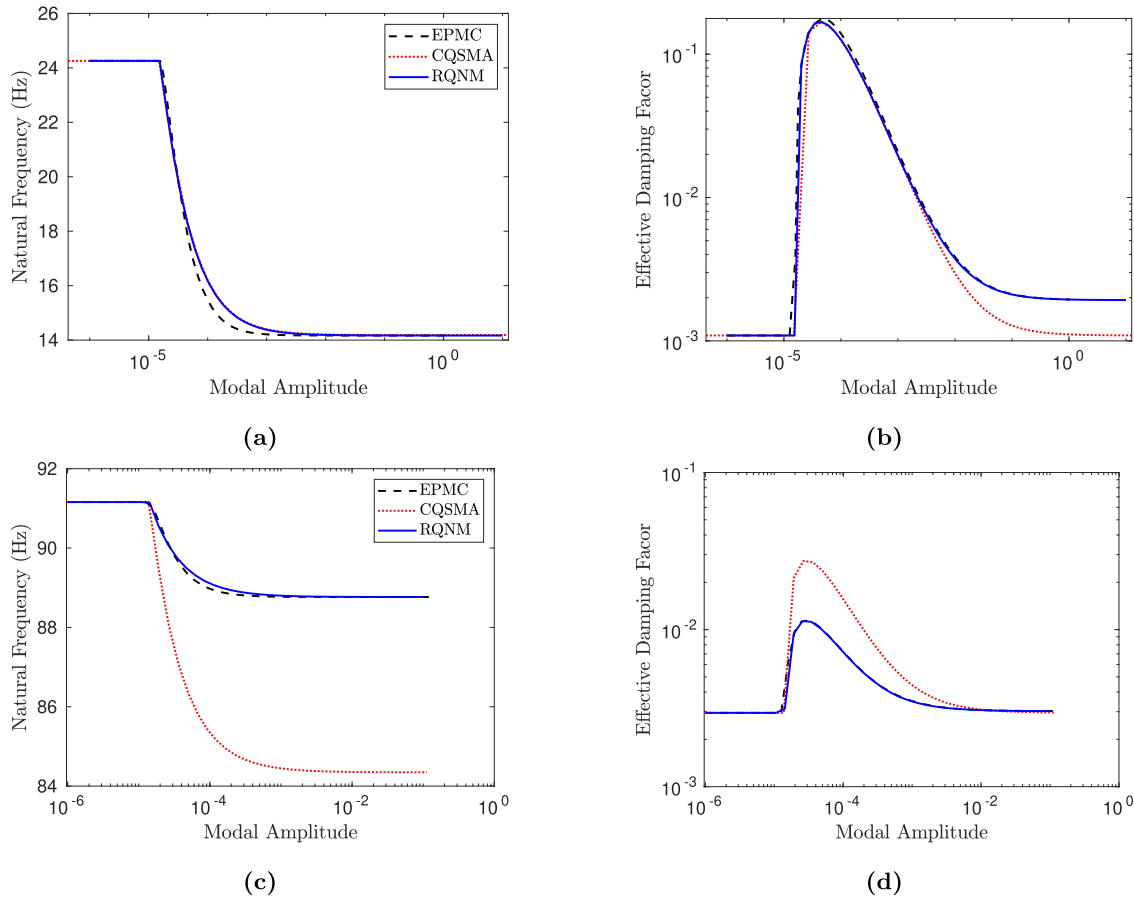 26
24
22
20
18
16
14
Natural Frequency (Hz)
EPMC
CQSMA
RQNM
10^-5
10^0
Modal Amplitude
(a)
10^-1
10^-2
10^-3
Effective Damping Facor
10^-5
10^0
Modal Amplitude
(b)
92
90
88
86
84
Natural Frequency (Hz)
EPMC
CQSMA
RQNM
10^-6
10^-4
10^-2
10^0
Modal Amplitude
(c)
10^-1
10^-2
10^-3
Effective Damping Facor
10^-6
10^-4
10^-2
10^0
Modal Amplitude
(d)